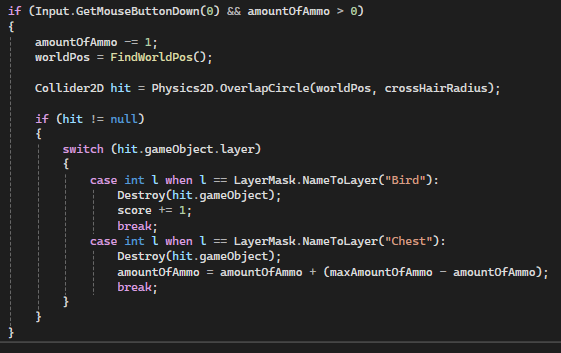 if (Input.GetMouseButtonDown(0) && amountOfAmmo > 0)
{
amountOfAmmo -= 1;
worldPos = FindWorldPos();
Collider2D hit = Physics2D.OverlapCircle(worldPos, crossHairRadius);
if (hit != null)
{
switch (hit.gameObject.layer)
{
case int l when l == LayerMask.NameToLayer("Bird"):
Destroy(hit.gameObject);
score += 1;
break;
case int l when l == LayerMask.NameToLayer("Chest"):
Destroy(hit.gameObject);
amountOfAmmo = amountOfAmmo + (maxAmountOfAmmo - amountOfAmmo);
break;
}
}
}